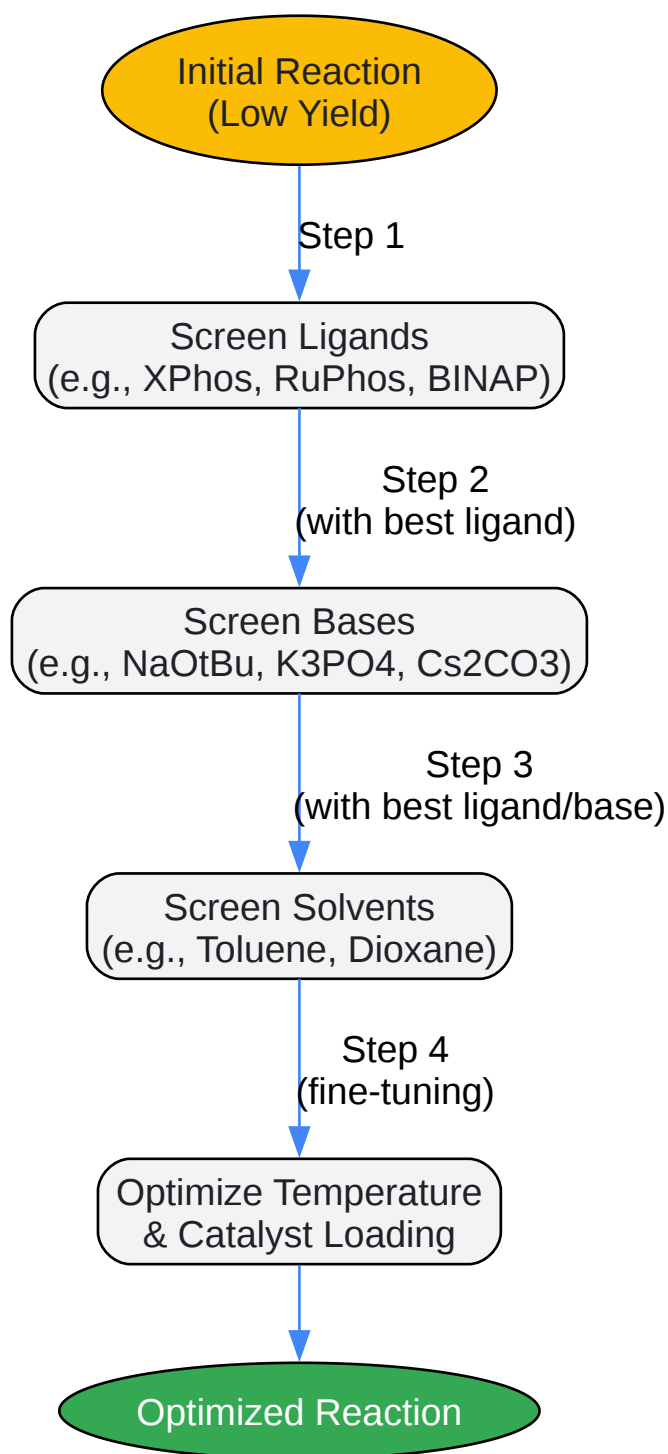 Initial Reaction
(Low Yield)
Step 1
Screen Ligands
(e.g., XPhos, RuPhos, BINAP)
Step 2
(with best ligand)
Screen Bases
(e.g., NaOtBu, K3PO4, Cs2CO3)
Step 3
(with best ligand/base)
Screen Solvents
(e.g., Toluene, Dioxane)
Step 4
(fine-tuning)
Optimize Temperature
& Catalyst Loading
Optimized Reaction